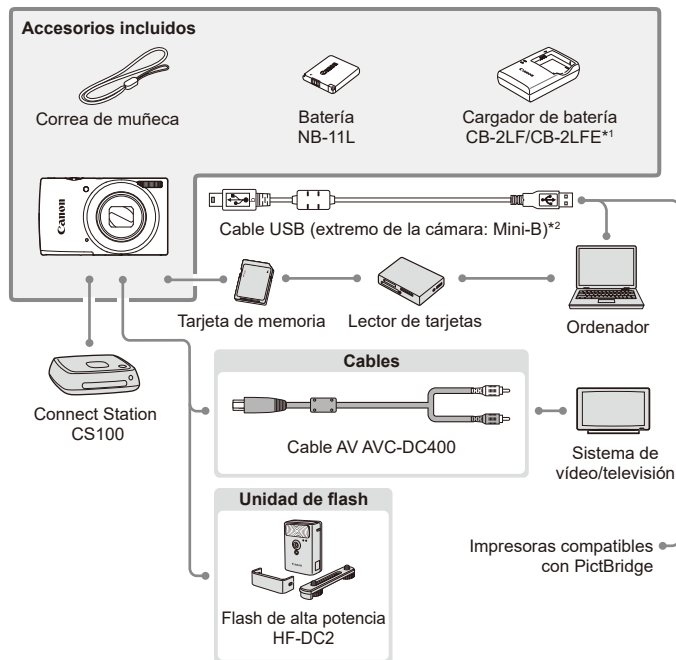 Accesorios incluidos
Correa de muñeca
Batería
NB-11L
Cargador de batería
CB-2LF/CB-2LFE*1
Canon
Cable USB (extremo de la cámara: Mini-B)*2
Tarjeta de memoria
Lector de tarjetas
Ordenador
Connect Station
CS100
Cables
Cable AV AVC-DC400
Sistema de
vídeo/televisión
Unidad de flash
Flash de alta potencia
HF-DC2
Impresoras compatibles
con PictBridge